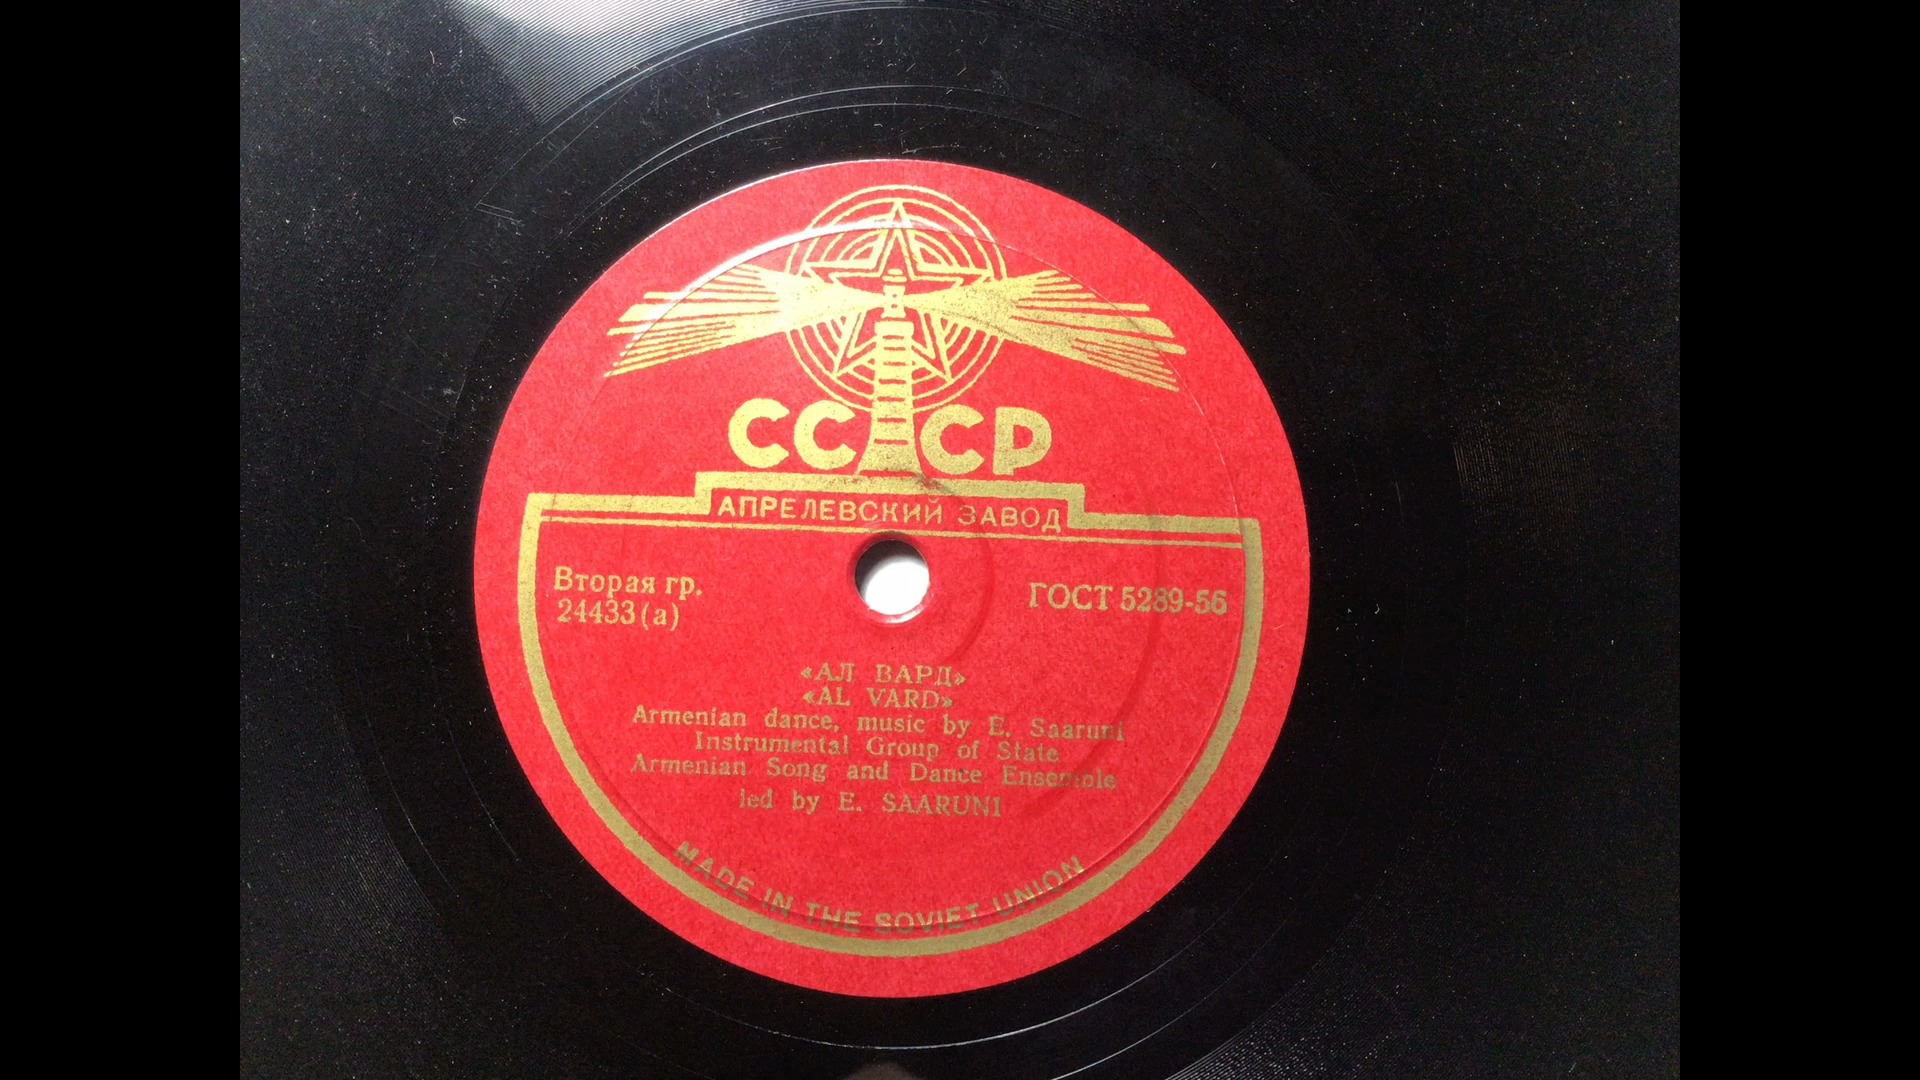 СССР
АПРЕЛЕВСКИЙ ЗАВОД
Вторая гр.
24433(а)
ГОСТ 5289-56
«АЛ ВАРД»
«AL VARD»
Armenian dance, music by E. Saaruni
Instrumental Group of State
Armenian Song and Dance Ensemble
led by E. SAARUNI
MADE IN THE SOVIET UNION